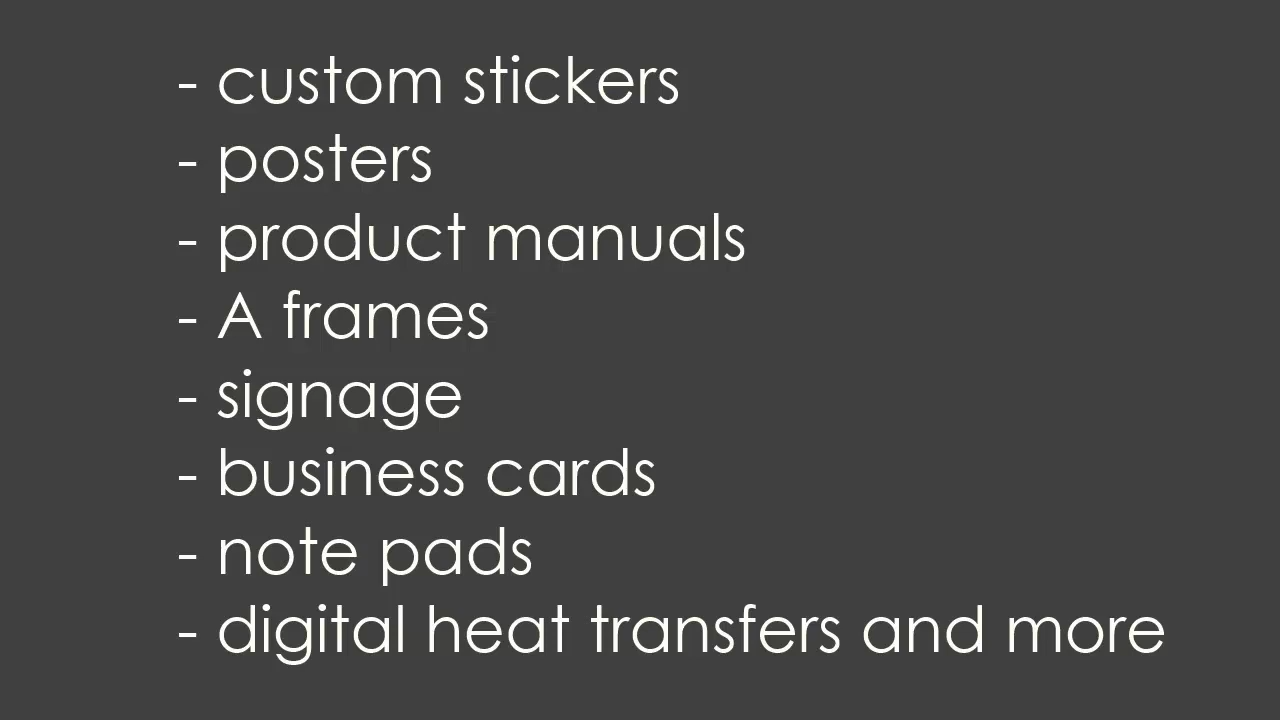 - custom stickers
- posters
- product manuals
- A frames
- signage
- business cards
- note pads
- digital heat transfers and more